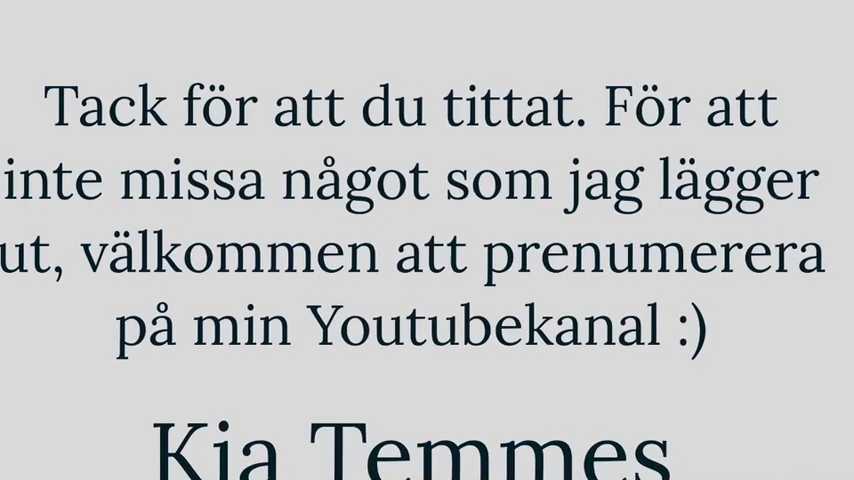 Tack för att du tittat. För att
inte missa något som jag lägger
ut, välkommen att prenumerera
på min Youtubekanal :)
Kia Temmes